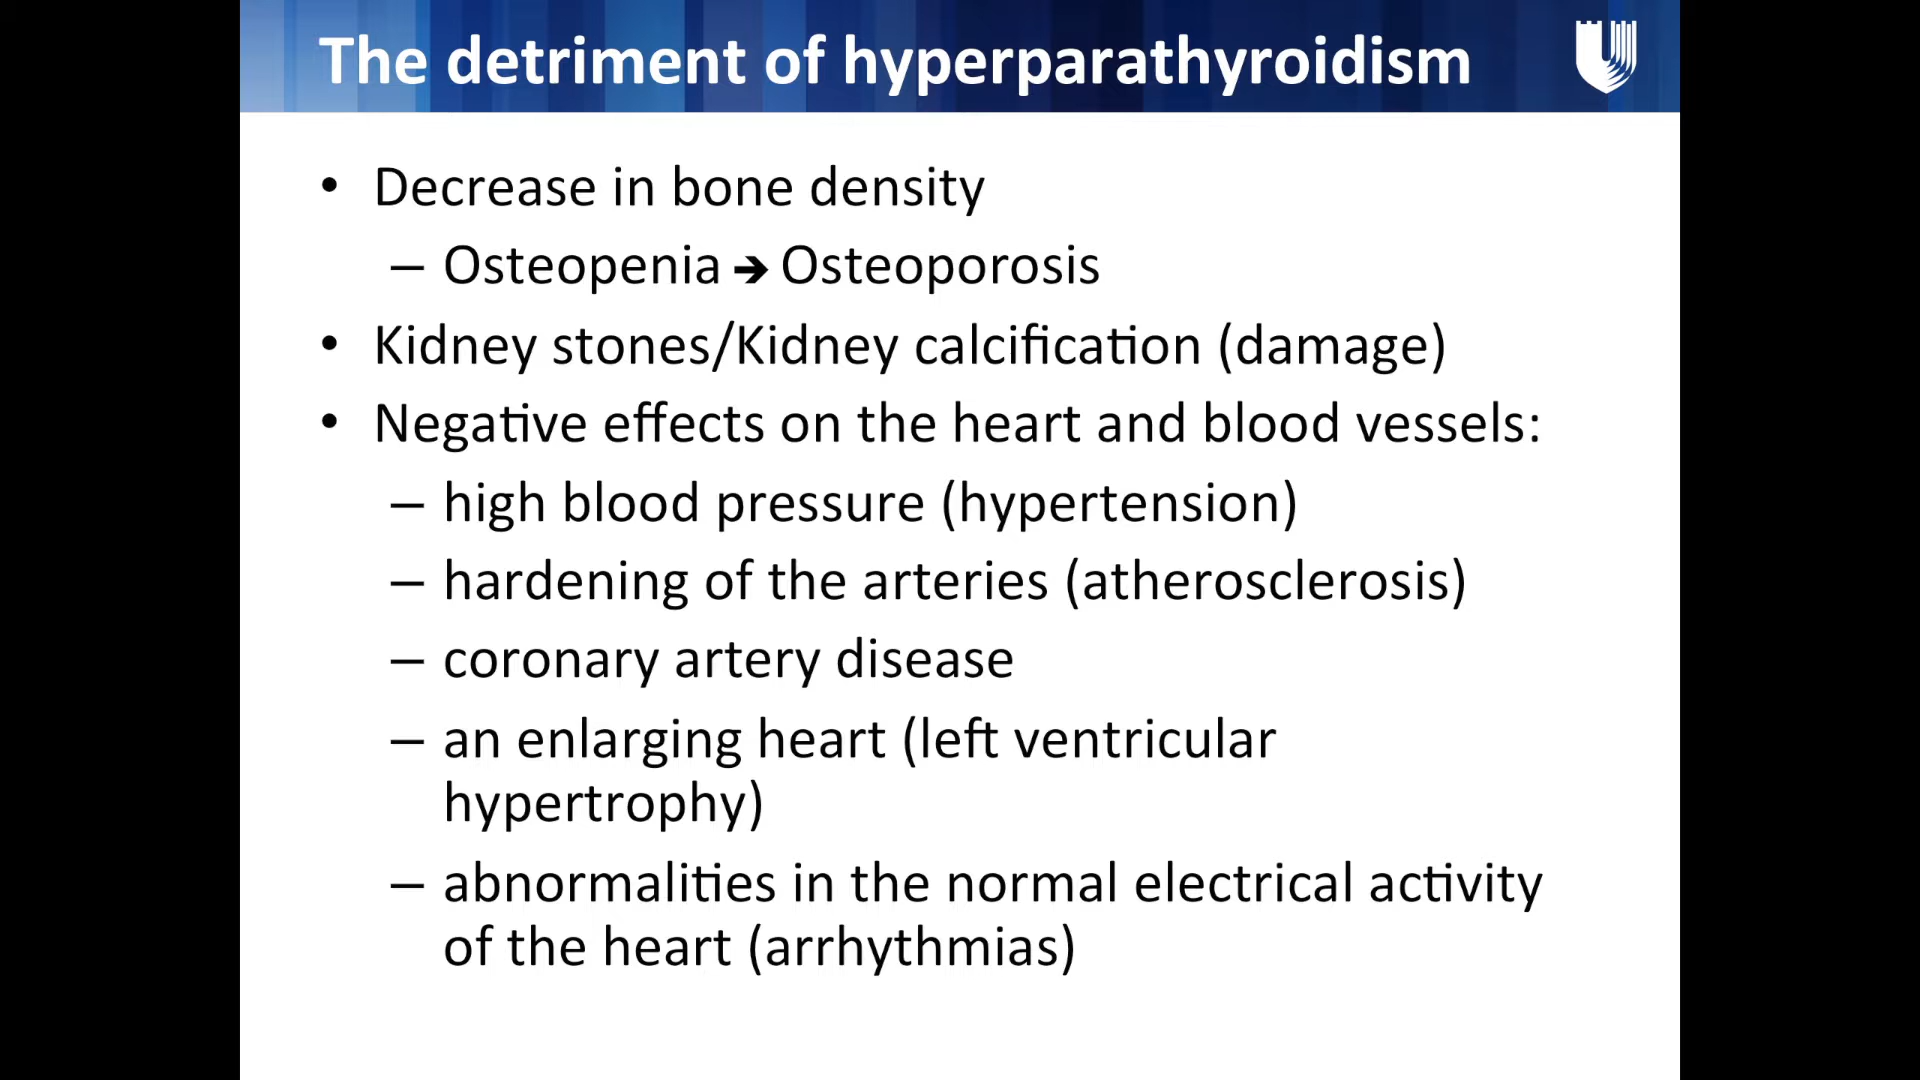 The detriment of hyperparathyroidism
• Decrease in bone density
– Osteopenia ➔ Osteoporosis
• Kidney stones/Kidney calcification (damage)
• Negative effects on the heart and blood vessels:
– high blood pressure (hypertension)
– hardening of the arteries (atherosclerosis)
– coronary artery disease
– an enlarging heart (left ventricular
hypertrophy)
– abnormalities in the normal electrical activity
of the heart (arrhythmias)